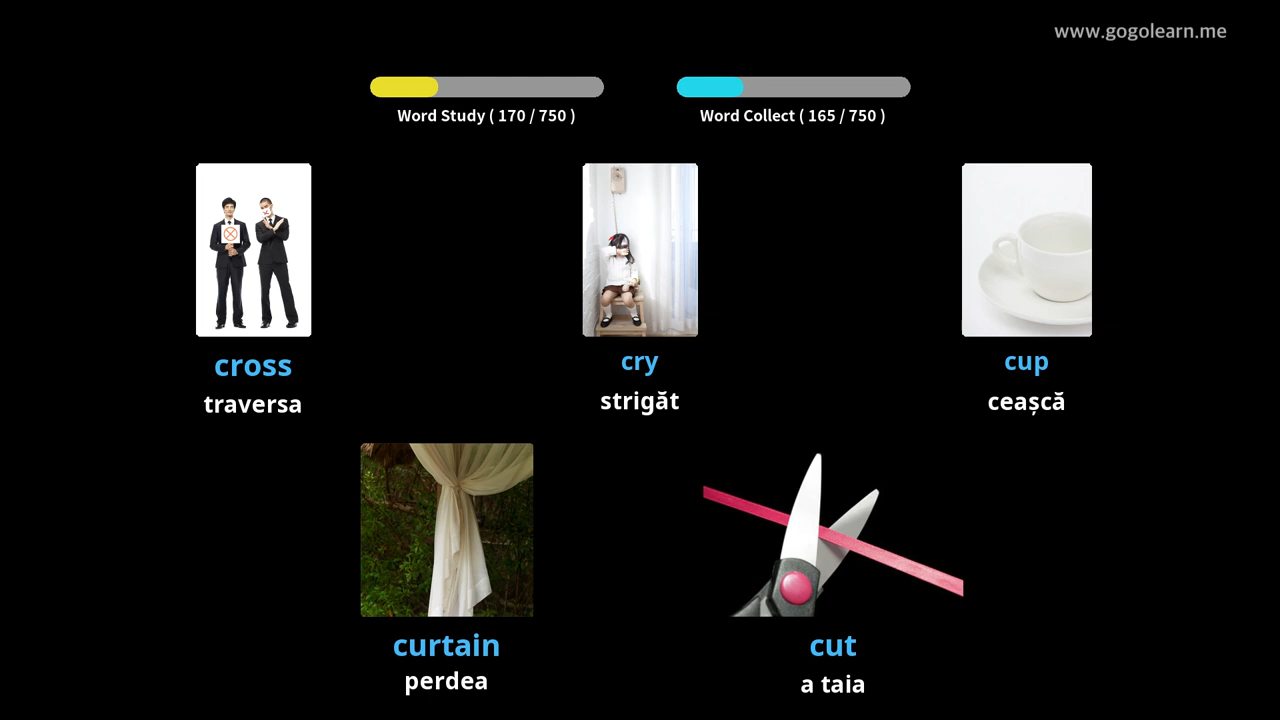 www.gogolearn.me
Word Study ( 170 / 750 )
Word Collect ( 165 / 750 )
cross
traversa
cry
strigăt
cup
ceașcă
curtain
perdea
cut
a taia